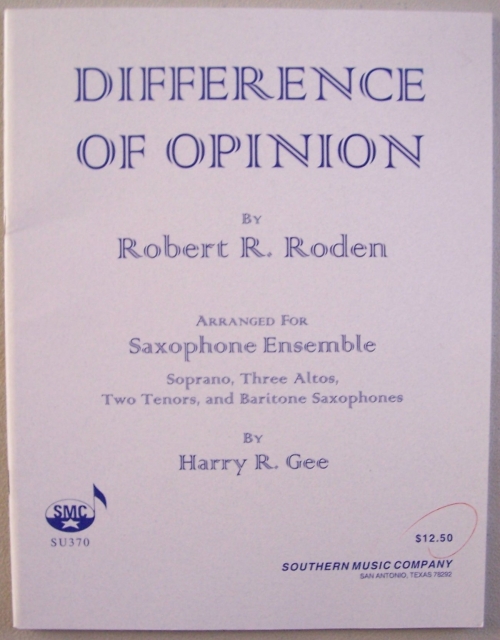 DIFFERENCE
OF OPINION
BY
Robert R. Roden
ARRANGED FOR
Saxophone Ensemble
Soprano, Three Altos,
Two Tenors, and Baritone Saxophones
BY
Harry R. Gee
SMC
SU370
$12.50
SOUTHERN MUSIC COMPANY
SAN ANTONIO, TEXAS 78292